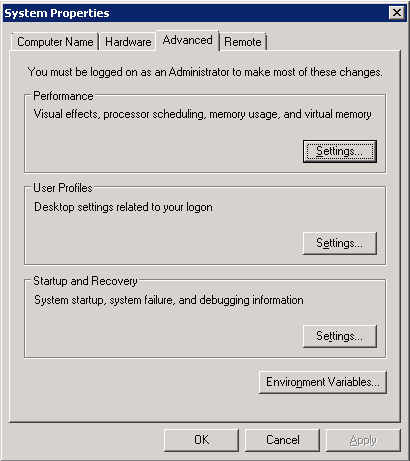 System Properties
Computer Name Hardware Advanced Remote
You must be logged on as an Administrator to make most of these changes.
Performance
Visual effects, processor scheduling, memory usage, and virtual memory
Settings...
User Profiles
Desktop settings related to your logon
Settings...
Startup and Recovery
System startup, system failure, and debugging information
Settings...
Environment Variables...
OK Cancel Apply